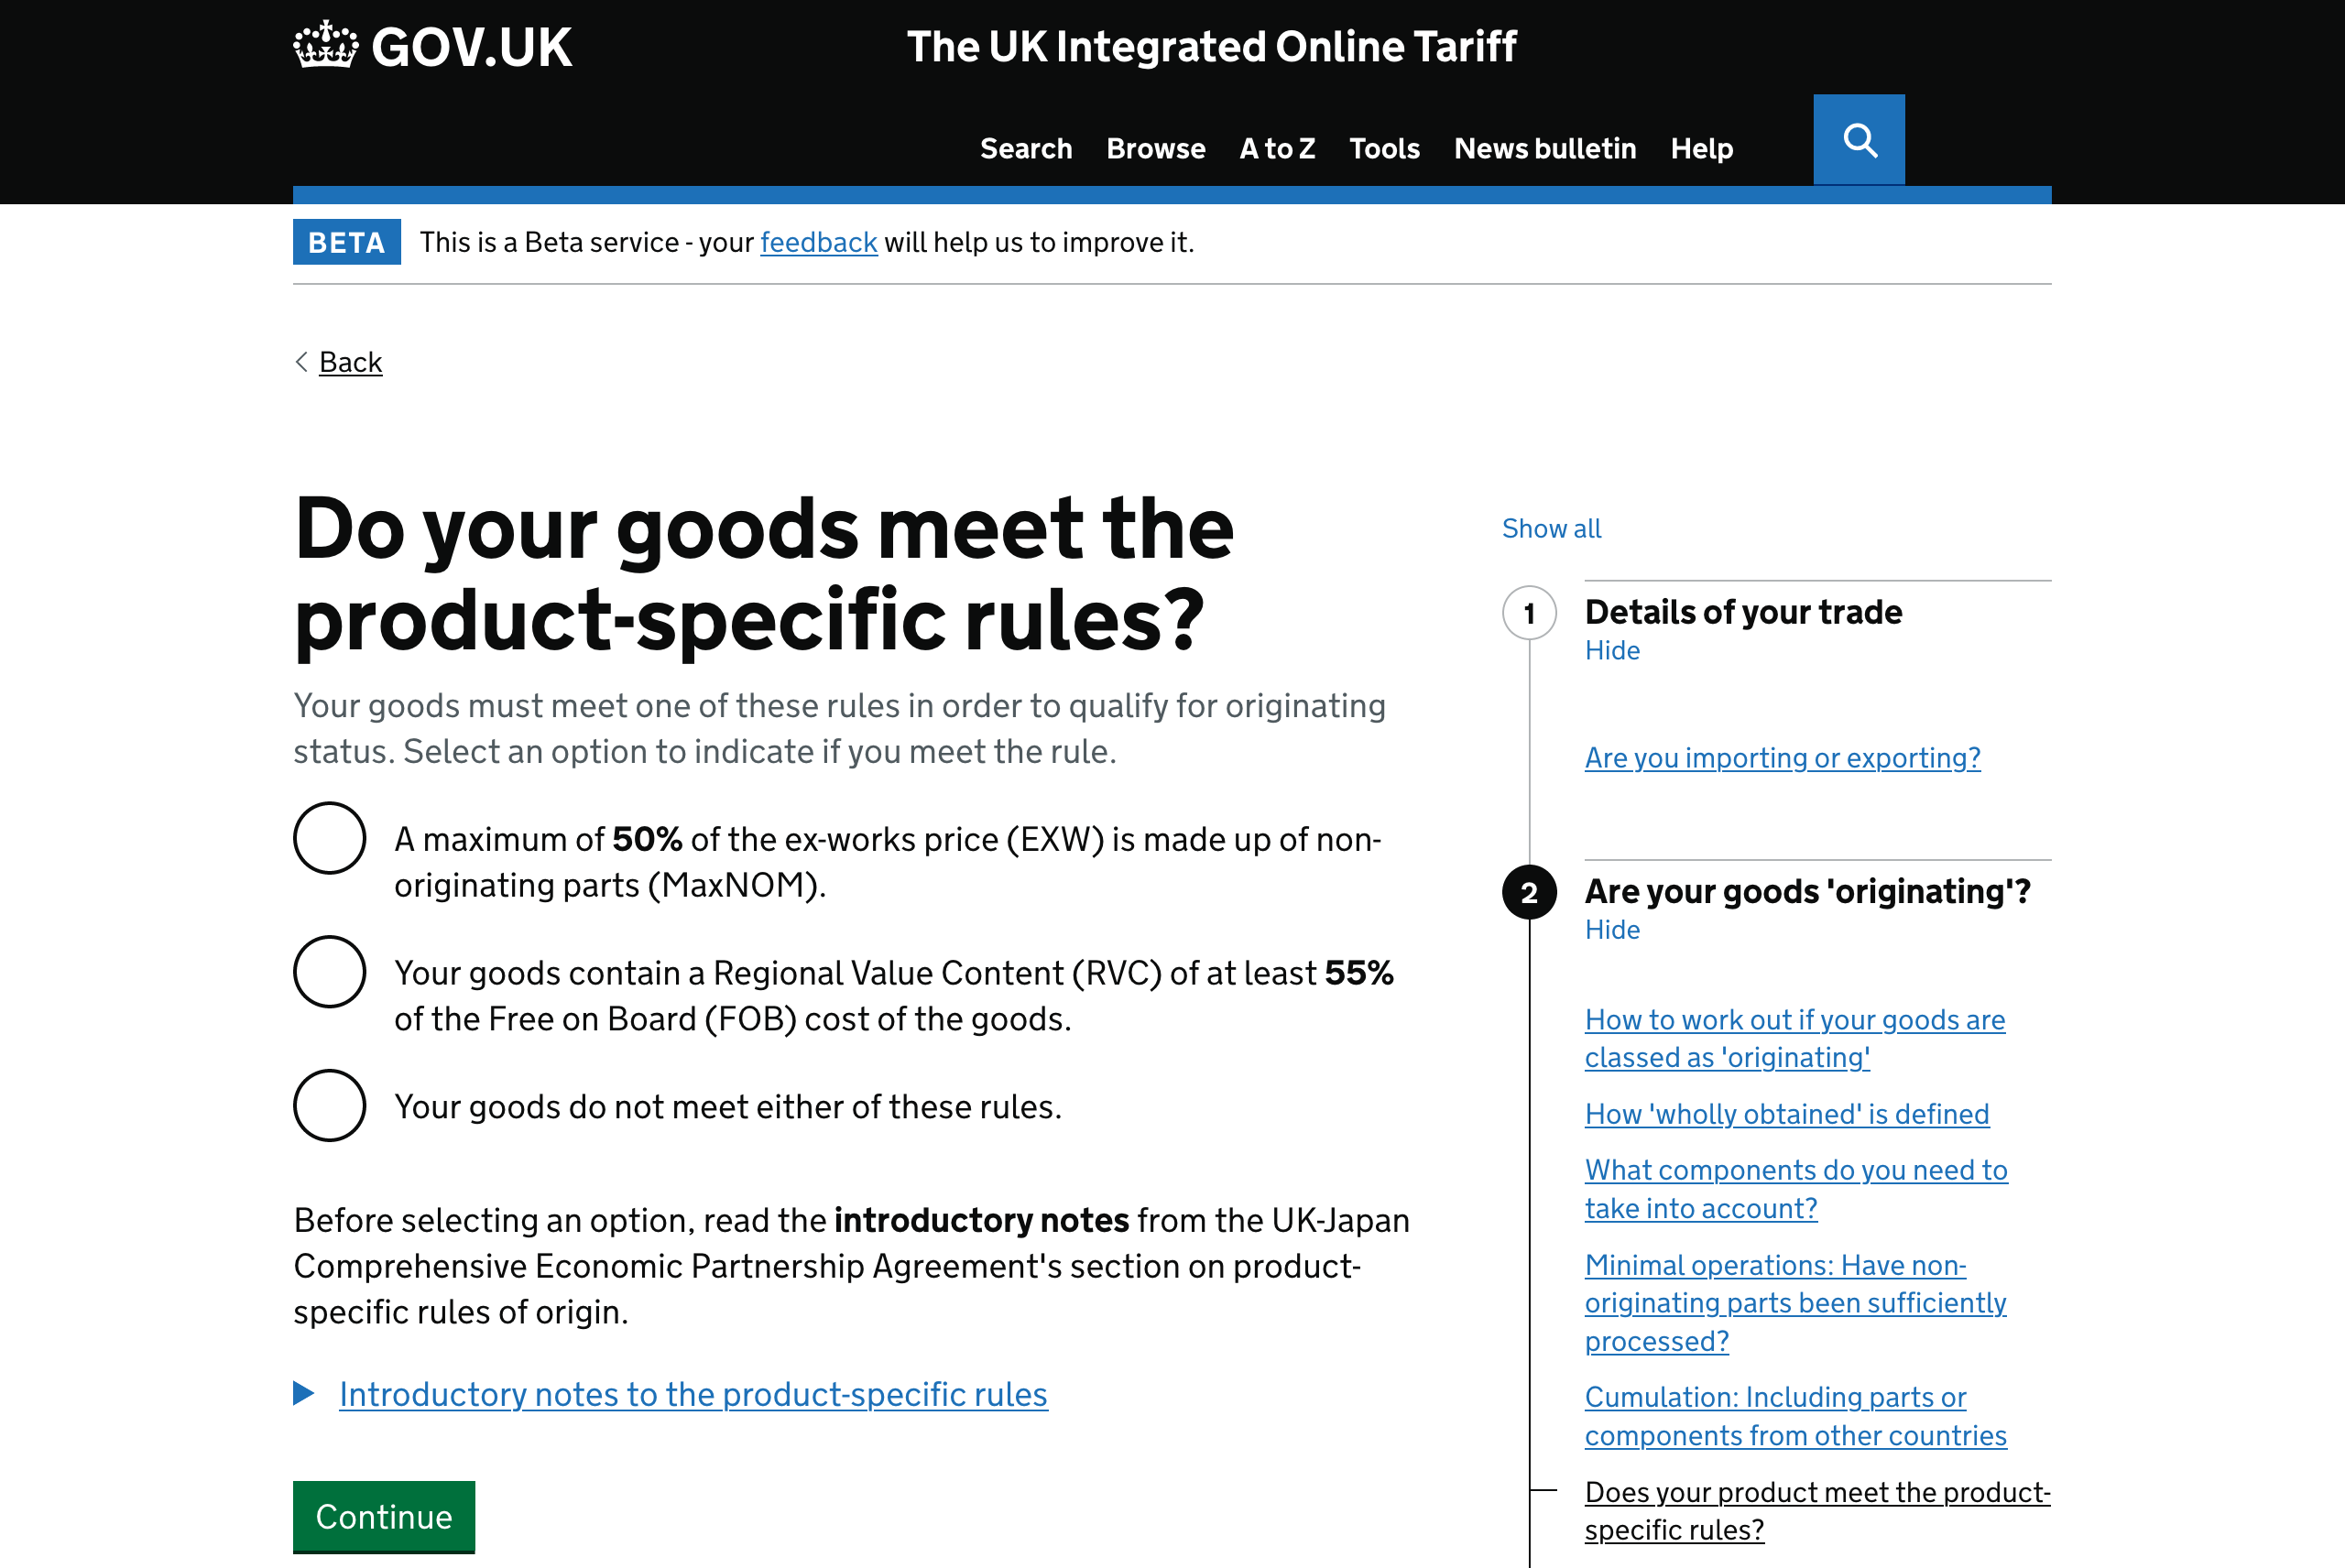 GOV.UK
The UK Integrated Online Tariff
Search Browse A to Z Tools News bulletin Help
BETA This is a Beta service - your feedback will help us to improve it.
Back
Do your goods meet the
product-specific rules?
Your goods must meet one of these rules in order to qualify for originating
status. Select an option to indicate if you meet the rule.
A maximum of 50% of the ex-works price (EXW) is made up of non-
originating parts (MaxNOM).
Your goods contain a Regional Value Content (RVC) of at least 55%
of the Free on Board (FOB) cost of the goods.
Your goods do not meet either of these rules.
Before selecting an option, read the introductory notes from the UK-Japan
Comprehensive Economic Partnership Agreement's section on product-
specific rules of origin.
Introductory notes to the product-specific rules
Continue
Show all
1 Details of your trade
Hide
Are you importing or exporting?
2 Are your goods 'originating'?
Hide
How to work out if your goods are
classed as 'originating'
How 'wholly obtained' is defined
What components do you need to
take into account?
Minimal operations: Have non-
originating parts been sufficiently
processed?
Cumulation: Including parts or
components from other countries
Does your product meet the product-
specific rules?